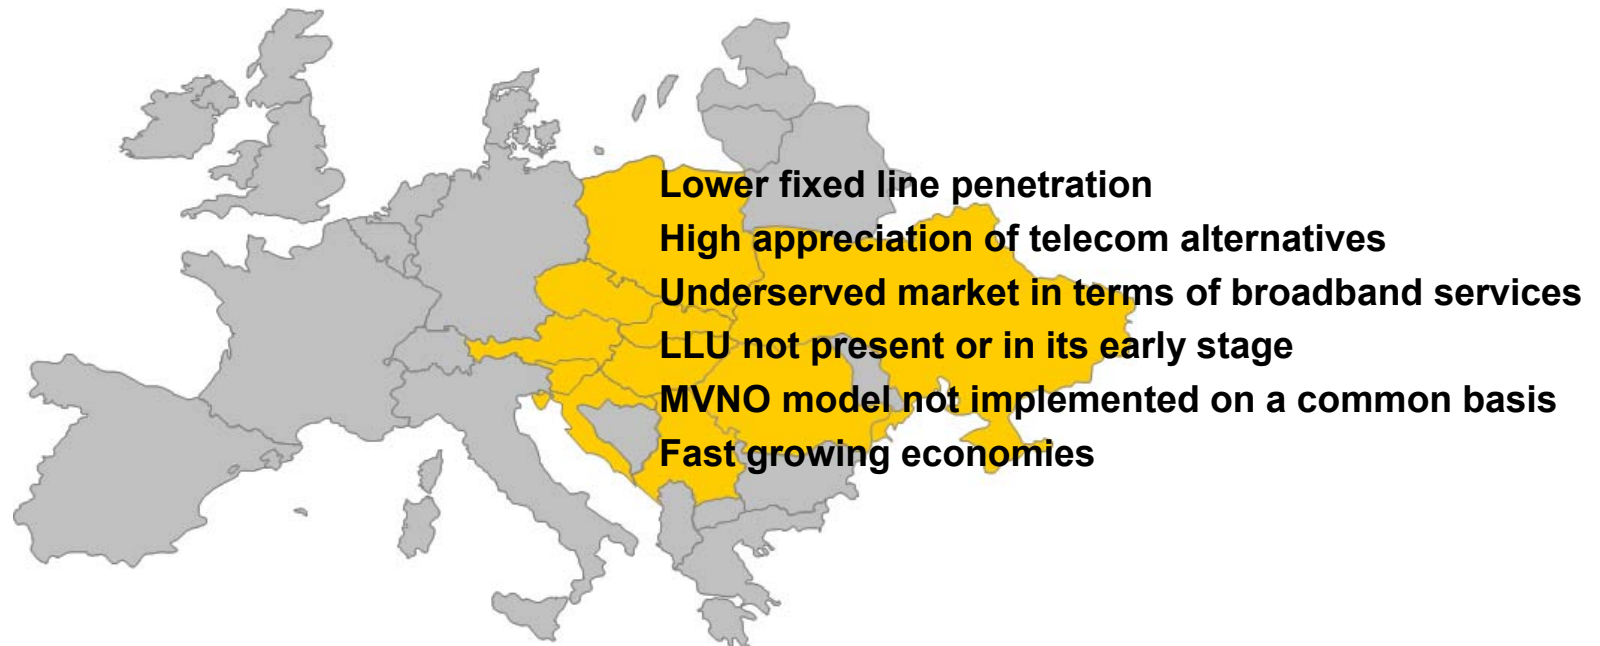 Lower fixed line penetration
High appreciation of telecom alternatives
Underserved market in terms of broadband services
LLU not present or in its early stage
MVNO model not implemented on a common basis
Fast growing economies